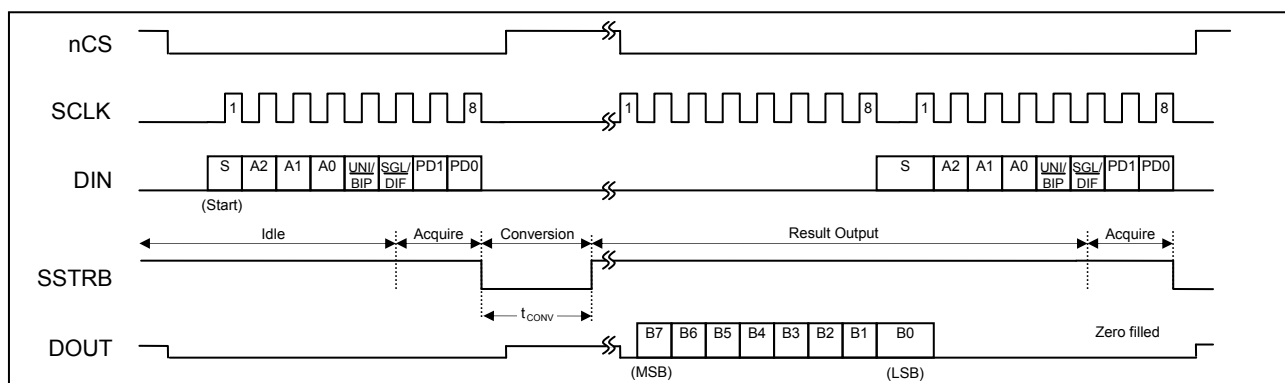 nCS
SCLK
1 8 1 8 1 8
DIN
S A2 A1 A0 UNI/BIP SGL/DIF PD1 PD0 S A2 A1 A0 UNI/BIP SGL/DIF PD1 PD0
(Start)
Idle Acquire Conversion Result Output Acquire
SSTRB
tCONV
DOUT
B7 B6 B5 B4 B3 B2 B1 B0 Zero filled
(MSB) (LSB)